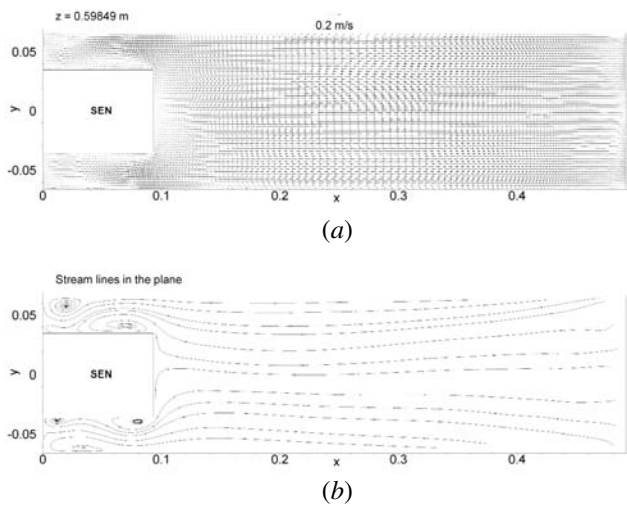 z = 0.59849 m
0.2 m/s
0.05
y
0
-0.05
SEN
0
0.1
0.2
x
0.3
0.4
(a)
Stream lines in the plane
0.05
y
0
-0.05
SEN
0
0.1
0.2
x
0.3
0.4
(b)